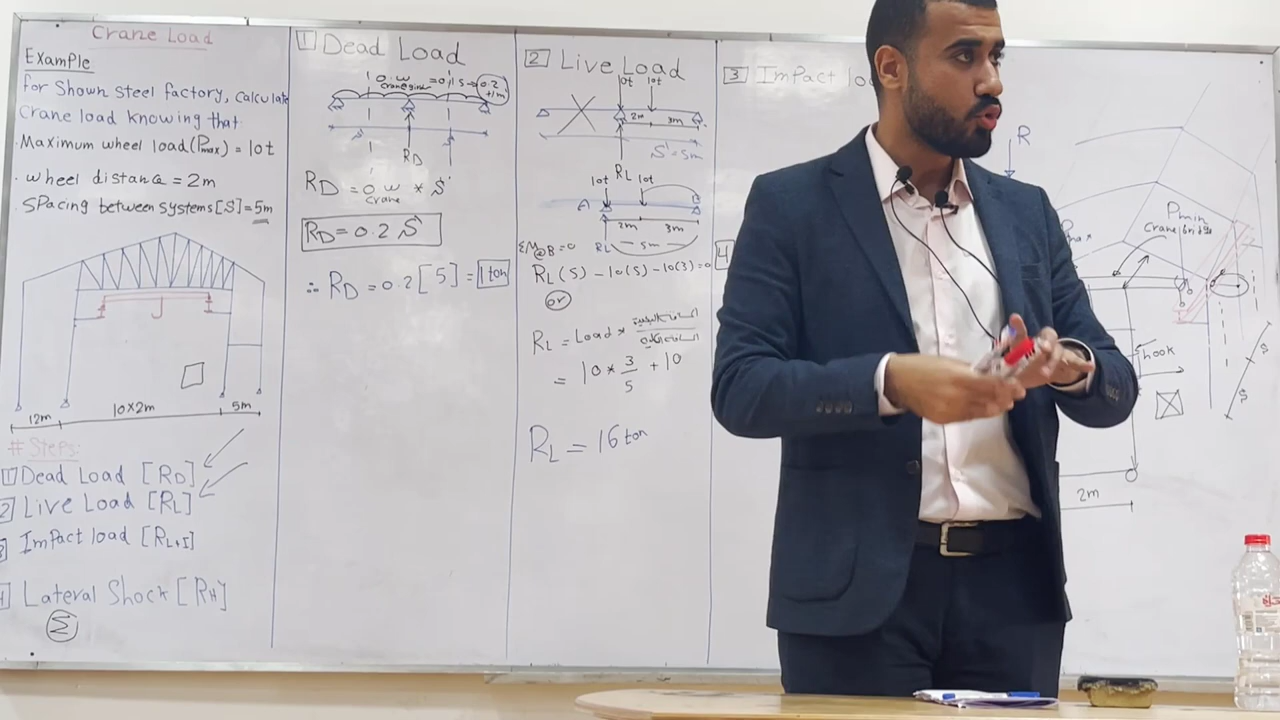 Crane Load
Example
For Shown steel factory, Calculate
Crane load knowing that:
Maximum wheel load (Pmax) = 10t
wheel distance = 2m
Spacing between systems [S] = 5m
12m
10×2m
5m
# Steps:
1 Dead Load [RD]
2 Live Load [RL]
3 Impact load [RL+I]
4 Lateral Shock [RH]
Σ
1 Dead Load
RD
RD = o.w * S
crane
RD = 0.2 S
∴ RD = 0.2 [5] = 1 ton
2 Live Load
10t 10t
2m 3m
S = 5m
RL
10t 10t
A B
2m 3m
RL 5m
ΣM@B=0
RL(5) - 10(5) - 10(3) = 0
or
RL = Load *
= 10 * 3/5 + 10
RL = 16 ton
3 Impact lo
4
R
Pmin
Crane bridge
hook
S
S
2m